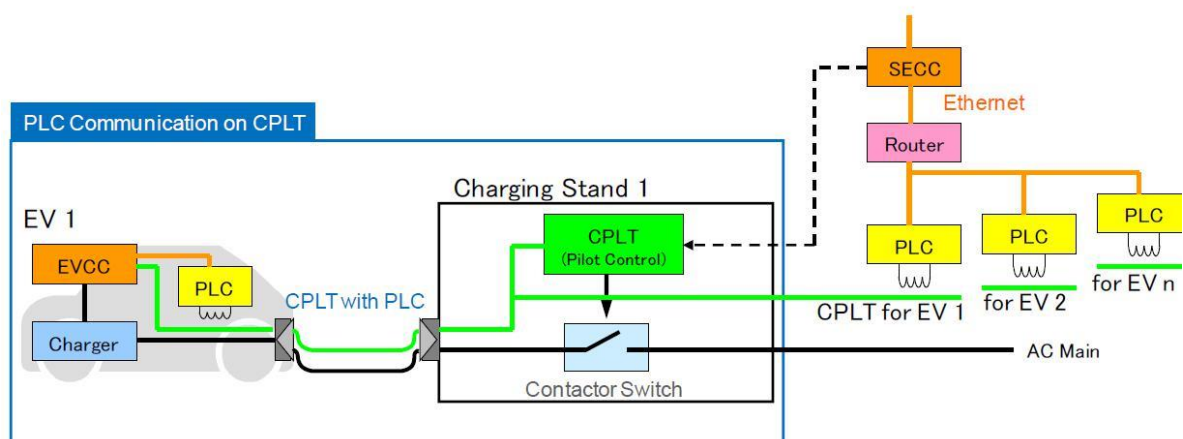 SECC
Ethernet
PLC Communication on CPLT
Router
Charging Stand 1
EV 1
CPLT
(Pilot Control)
PLC
PLC
PLC
EVCC
PLC
CPLT with PLC
CPLT for EV 1
for EV 2
for EV n
Charger
AC Main
Contactor Switch